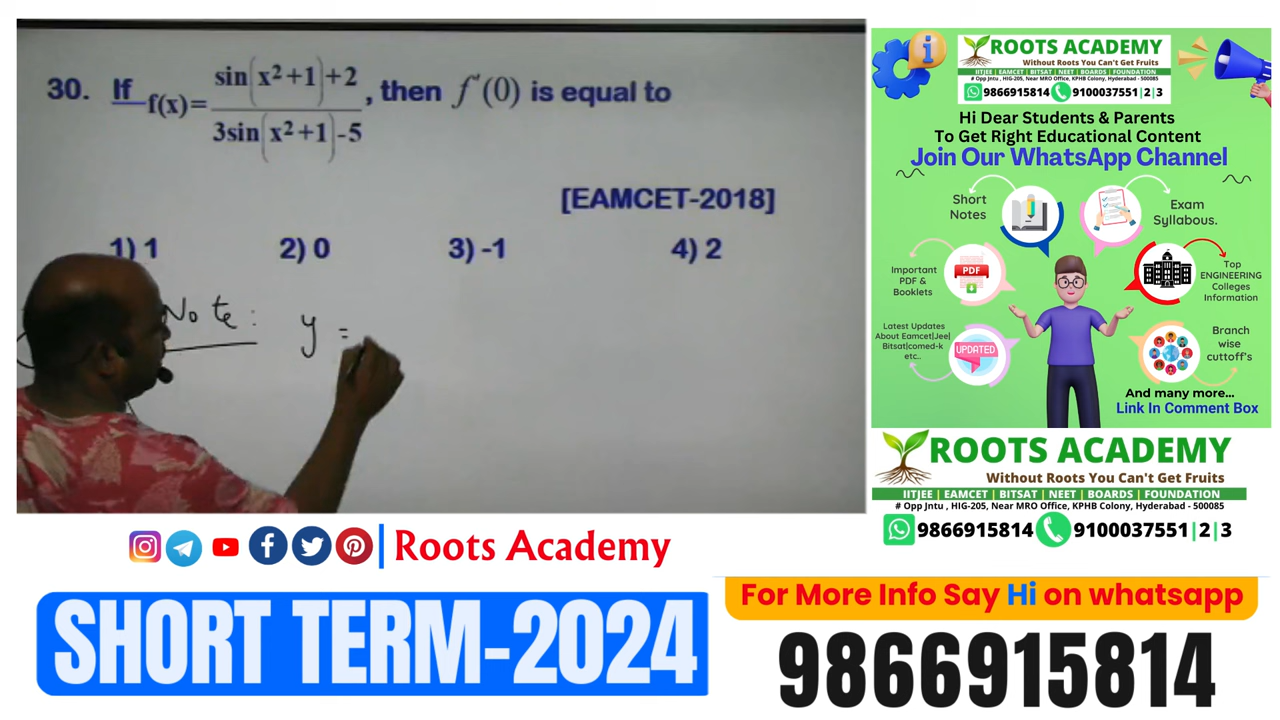 30. If f(x)= sin(x²+1)+2 / 3sin(x²+1)-5 , then f'(0) is equal to
[EAMCET-2018]
1) 1 2) 0 3) -1 4) 2
Note: y =
ROOTS ACADEMY
Without Roots You Can't Get Fruits
IITJEE | EAMCET | BITSAT | NEET | BOARDS | FOUNDATION
# Opp Jntu , HIG-205, Near MRO Office, KPHB Colony, Hyderabad - 500085
9866915814 9100037551|2|3
Hi Dear Students & Parents
To Get Right Educational Content
Join Our WhatsApp Channel
Short
Notes
Exam
Syllabous.
Important
PDF &
Booklets
PDF
Top
ENGINEERING
Colleges
Information
Latest Updates
About Eamcet|Jee|
Bitsat|comed-k
etc..
UPDATED
Branch
wise
cuttoff's
And many more...
Link In Comment Box
ROOTS ACADEMY
Without Roots You Can't Get Fruits
IITJEE | EAMCET | BITSAT | NEET | BOARDS | FOUNDATION
# Opp Jntu , HIG-205, Near MRO Office, KPHB Colony, Hyderabad - 500085
9866915814 9100037551|2|3
Roots Academy
SHORT TERM-2024
For More Info Say Hi on whatsapp
9866915814